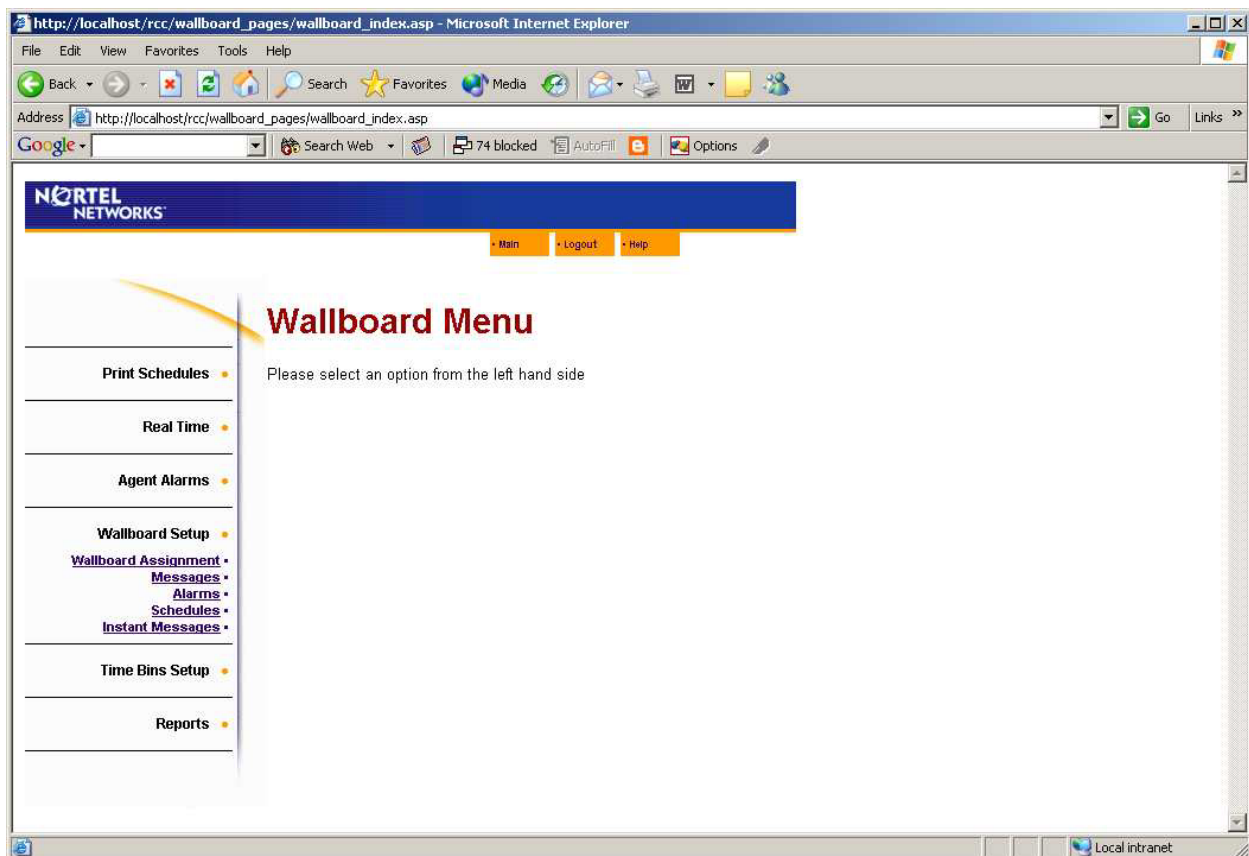 http://localhost/rcc/wallboard_pages/wallboard_index.asp - Microsoft Internet Explorer
File Edit View Favorites Tools Help
Back Search Favorites Media W
Address http://localhost/rcc/wallboard_pages/wallboard_index.asp Go Links »
Google Search Web 74 blocked AutoFill Options
NORTEL
NETWORKS
• Main • Logout • Help
Wallboard Menu
Please select an option from the left hand side
Print Schedules
Real Time
Agent Alarms
Wallboard Setup
Wallboard Assignment
Messages
Alarms
Schedules
Instant Messages
Time Bins Setup
Reports
Local intranet